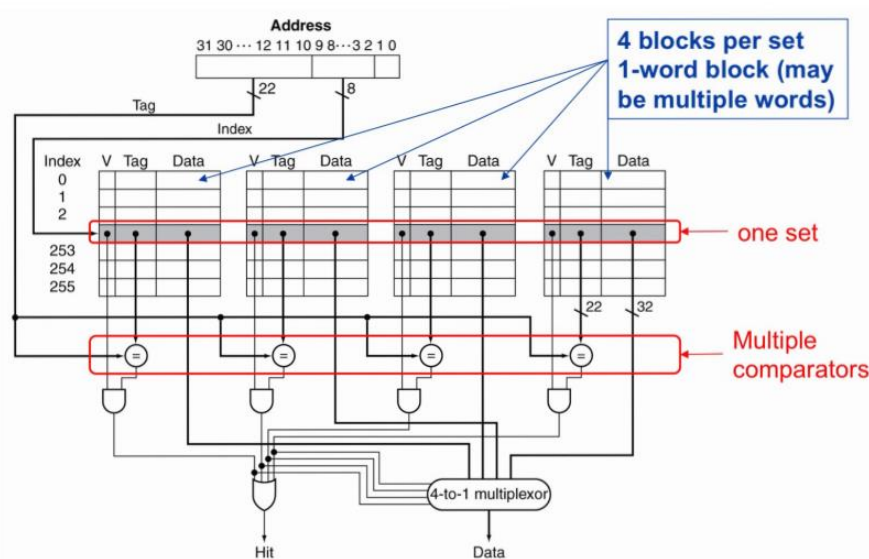 Address
31 30 ··· 12 11 10 9 8 ··· 3 2 1 0
4 blocks per set
1-word block (may
be multiple words)
22
8
Tag
Index
Index V Tag Data V Tag Data V Tag Data V Tag Data
0
1
2
one set
253
254
255
22
32
= = = =
Multiple
comparators
4-to-1 multiplexor
Hit
Data